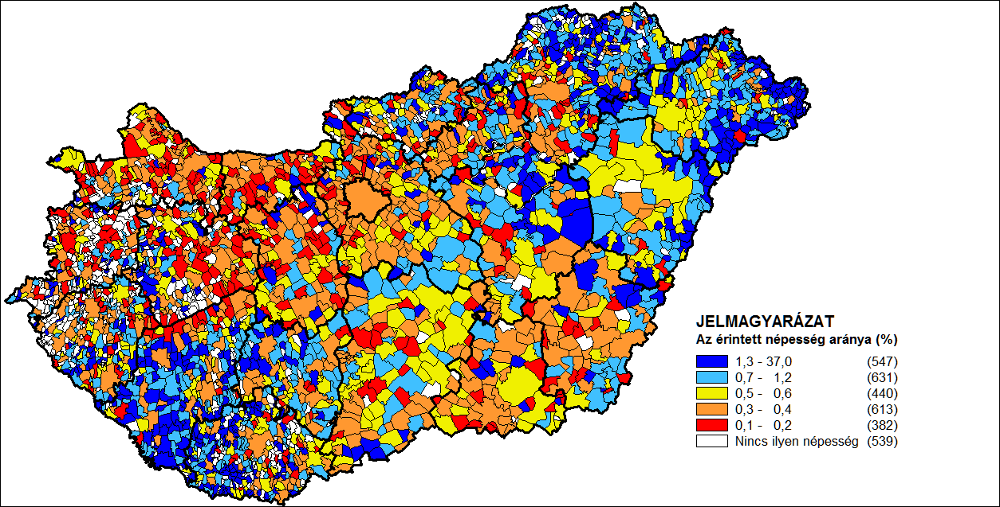 JELMAGYARÁZAT
Az érintett népesség aránya (%)
1,3 - 37,0 (547)
0,7 - 1,2 (631)
0,5 - 0,6 (440)
0,3 - 0,4 (613)
0,1 - 0,2 (382)
Nincs ilyen népesség (539)